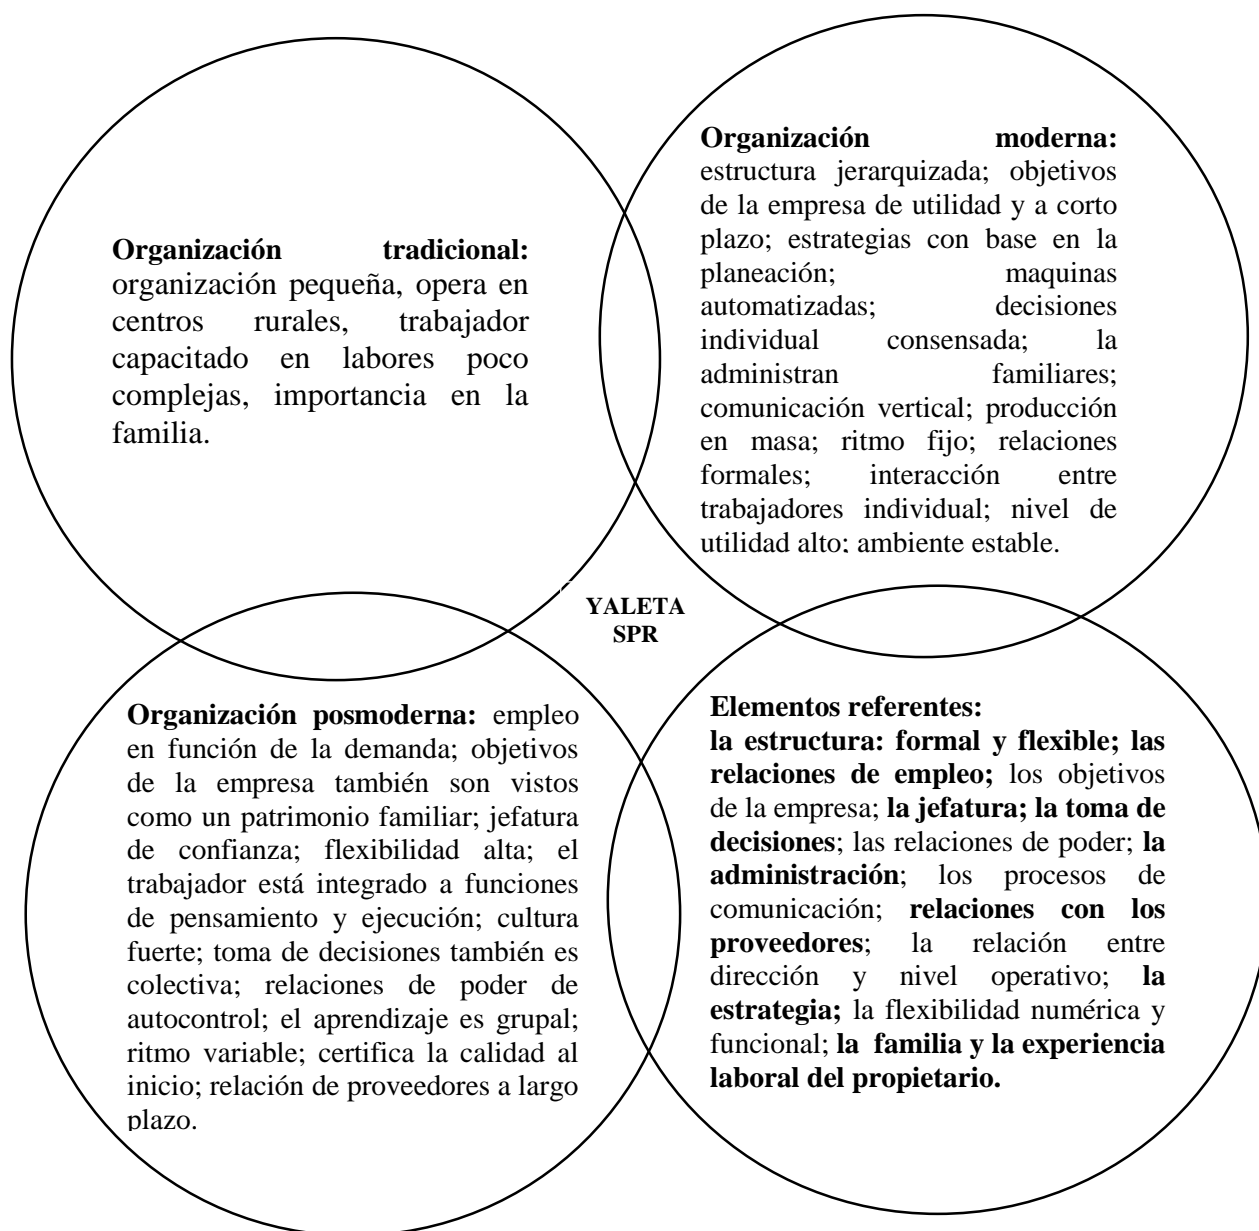 Organización tradicional:
organización pequeña, opera en
centros rurales, trabajador
capacitado en labores poco
complejas, importancia en la
familia.
Organización moderna:
estructura jerarquizada; objetivos
de la empresa de utilidad y a corto
plazo; estrategias con base en la
planeación; maquinas
automatizadas; decisiones
individual consensada; la
administran familiares;
comunicación vertical; producción
en masa; ritmo fijo; relaciones
formales; interacción entre
trabajadores individual; nivel de
utilidad alto; ambiente estable.
YALETA
SPR
Organización posmoderna: empleo
en función de la demanda; objetivos
de la empresa también son vistos
como un patrimonio familiar; jefatura
de confianza; flexibilidad alta; el
trabajador está integrado a funciones
de pensamiento y ejecución; cultura
fuerte; toma de decisiones también es
colectiva; relaciones de poder de
autocontrol; el aprendizaje es grupal;
ritmo variable; certifica la calidad al
inicio; relación de proveedores a largo
plazo.
Elementos referentes:
la estructura: formal y flexible; las
relaciones de empleo; los objetivos
de la empresa; la jefatura; la toma de
decisiones; las relaciones de poder; la
administración; los procesos de
comunicación; relaciones con los
proveedores; la relación entre
dirección y nivel operativo; la
estrategia; la flexibilidad numérica y
funcional; la familia y la experiencia
laboral del propietario.